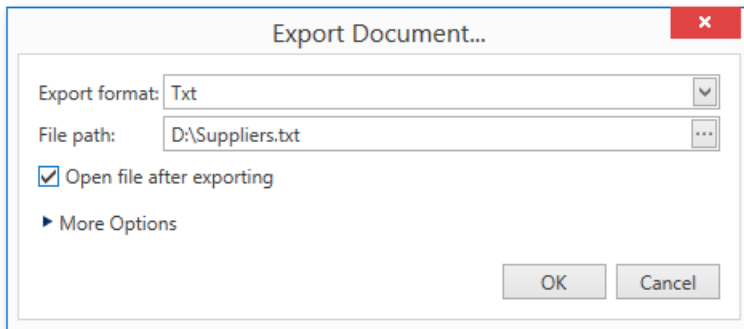 Export Document...
Export format: Txt
File path: D:\Suppliers.txt
Open file after exporting
More Options
OK Cancel